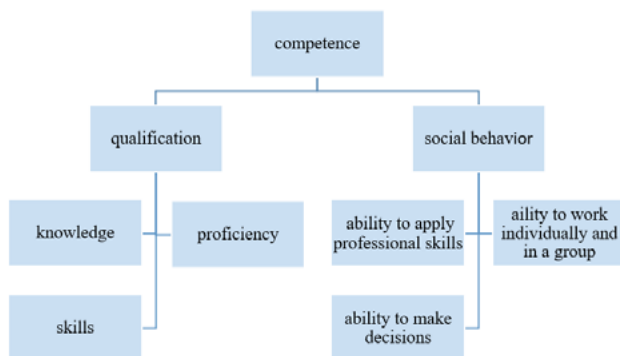 competence
qualification
social behavior
knowledge
proficiency
ability to apply
professional skills
aility to work
individually and
in a group
skills
ability to make
decisions